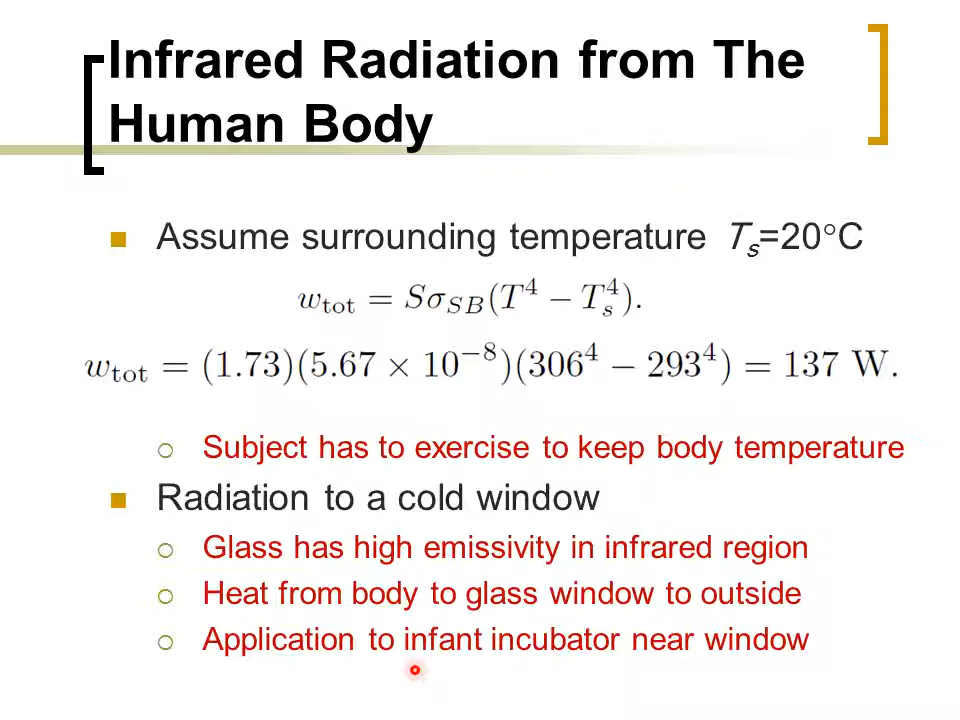 Infrared Radiation from The
Human Body
Assume surrounding temperature Tₛ=20°C
w_tot = Sσ_SB(T⁴ − Tₛ⁴).
w_tot = (1.73)(5.67 × 10⁻⁸)(306⁴ − 293⁴) = 137 W.
Subject has to exercise to keep body temperature
Radiation to a cold window
Glass has high emissivity in infrared region
Heat from body to glass window to outside
Application to infant incubator near window